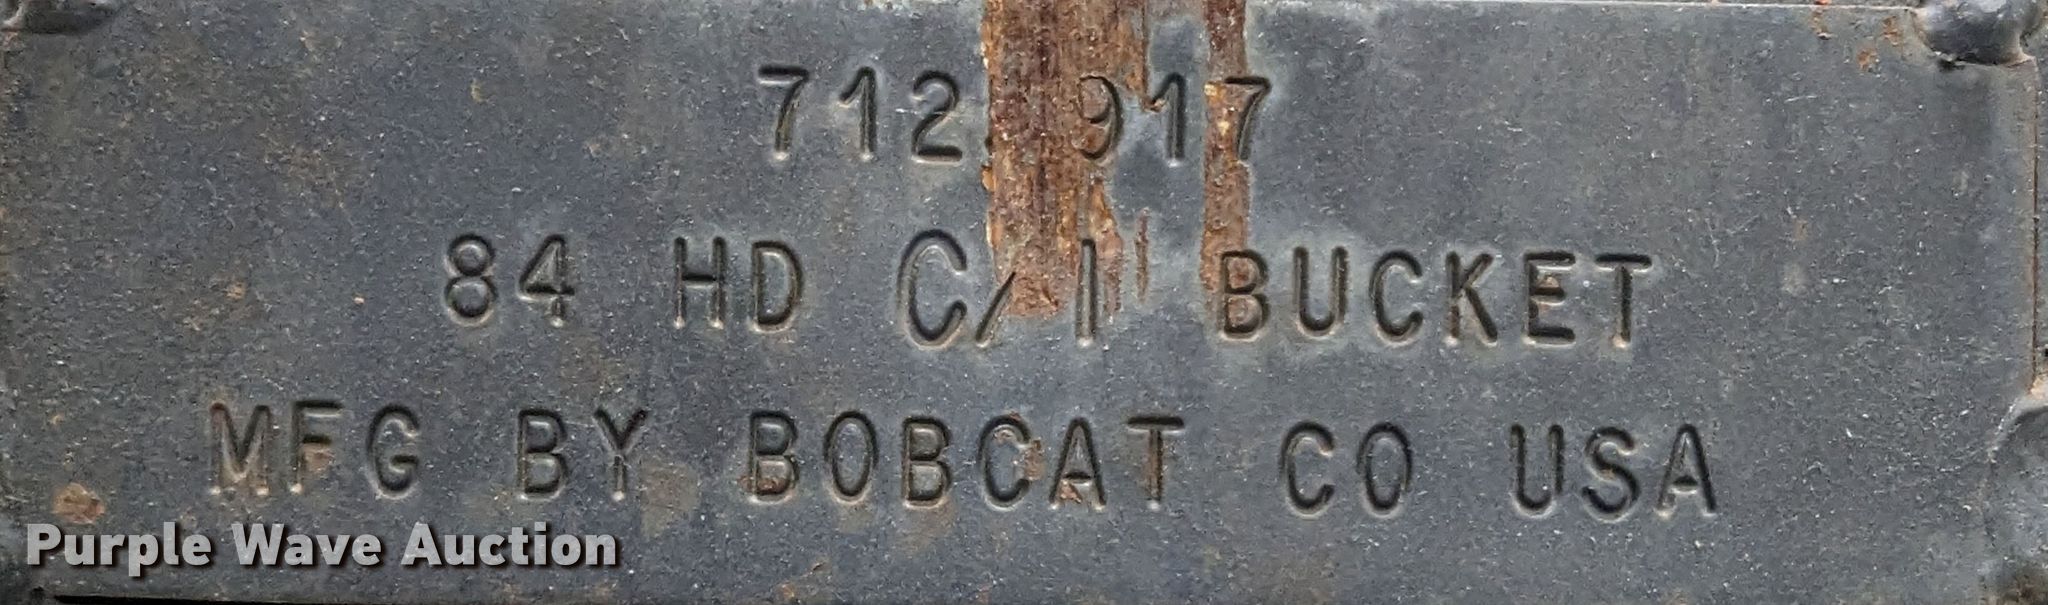 712 917
84 HD C/I BUCKET
MFG BY BOBCAT CO USA
Purple Wave Auction